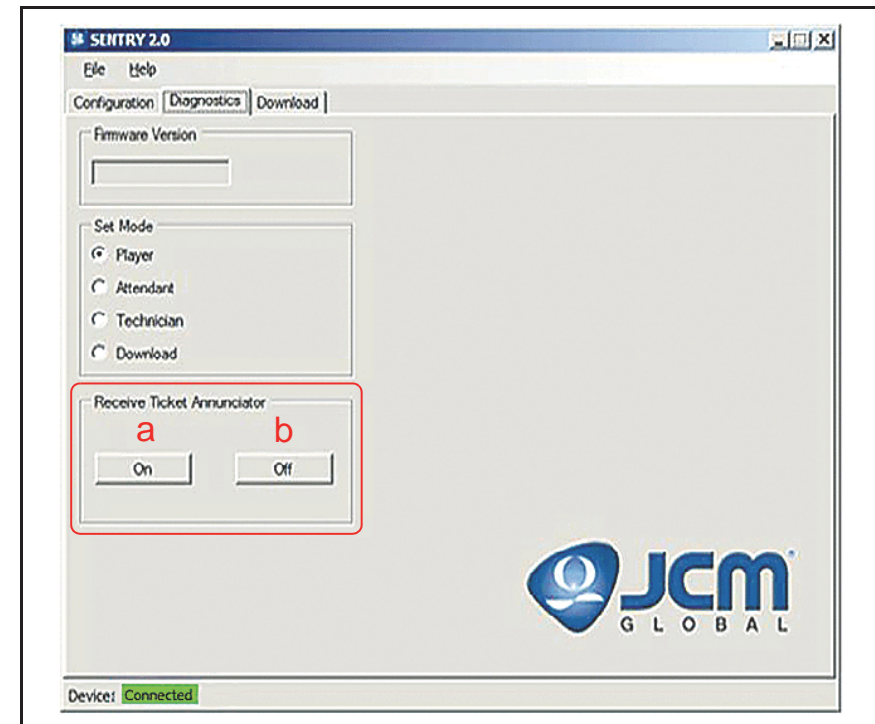 SENTRY 2.0
File Help
Configuration Diagnostics Download
Firmware Version
Set Mode
Player
Attendant
Technician
Download
Receive Ticket Annunciator
a b
On Off
JCM
GLOBAL
Device: Connected